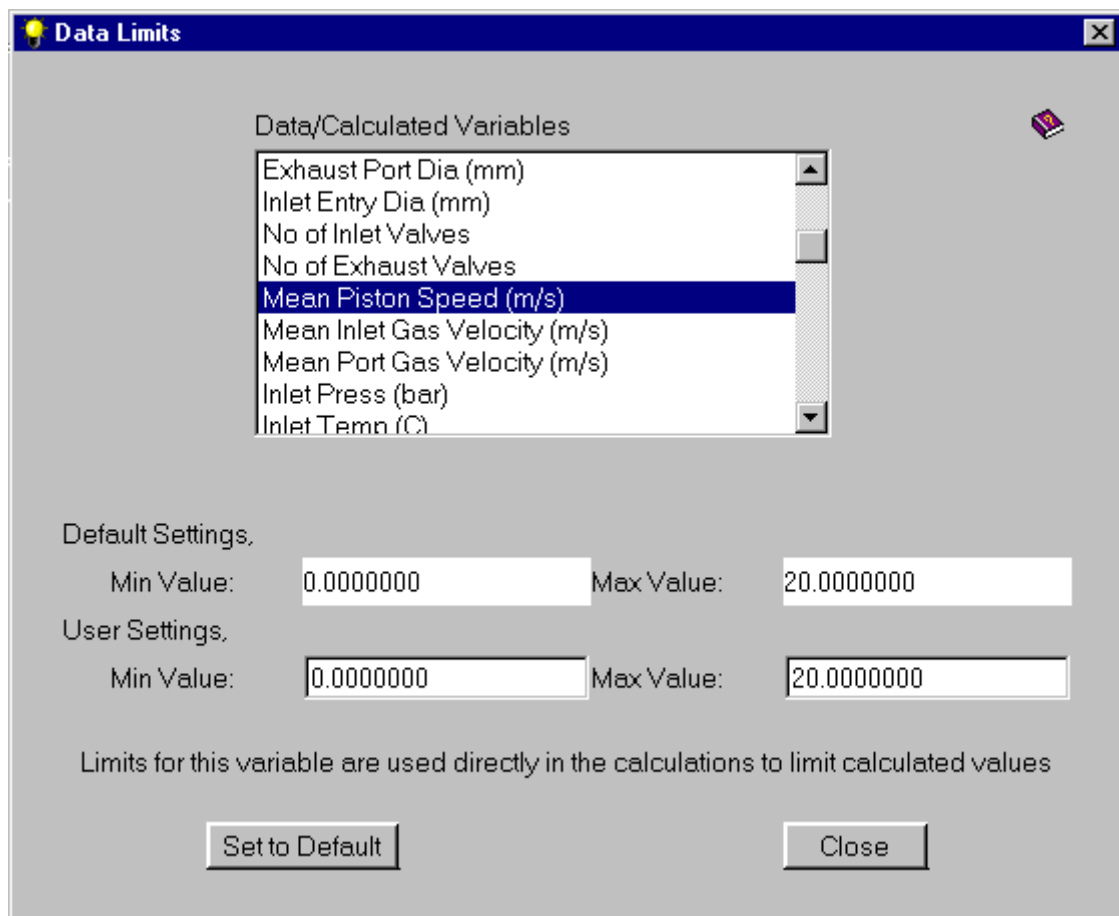 Data Limits
Data/Calculated Variables
Exhaust Port Dia (mm)
Inlet Entry Dia (mm)
No of Inlet Valves
No of Exhaust Valves
Mean Piston Speed (m/s)
Mean Inlet Gas Velocity (m/s)
Mean Port Gas Velocity (m/s)
Inlet Press (bar)
Inlet Temp (C)
Default Settings,
Min Value: 0.0000000 Max Value: 20.0000000
User Settings,
Min Value: 0.0000000 Max Value: 20.0000000
Limits for this variable are used directly in the calculations to limit calculated values
Set to Default Close